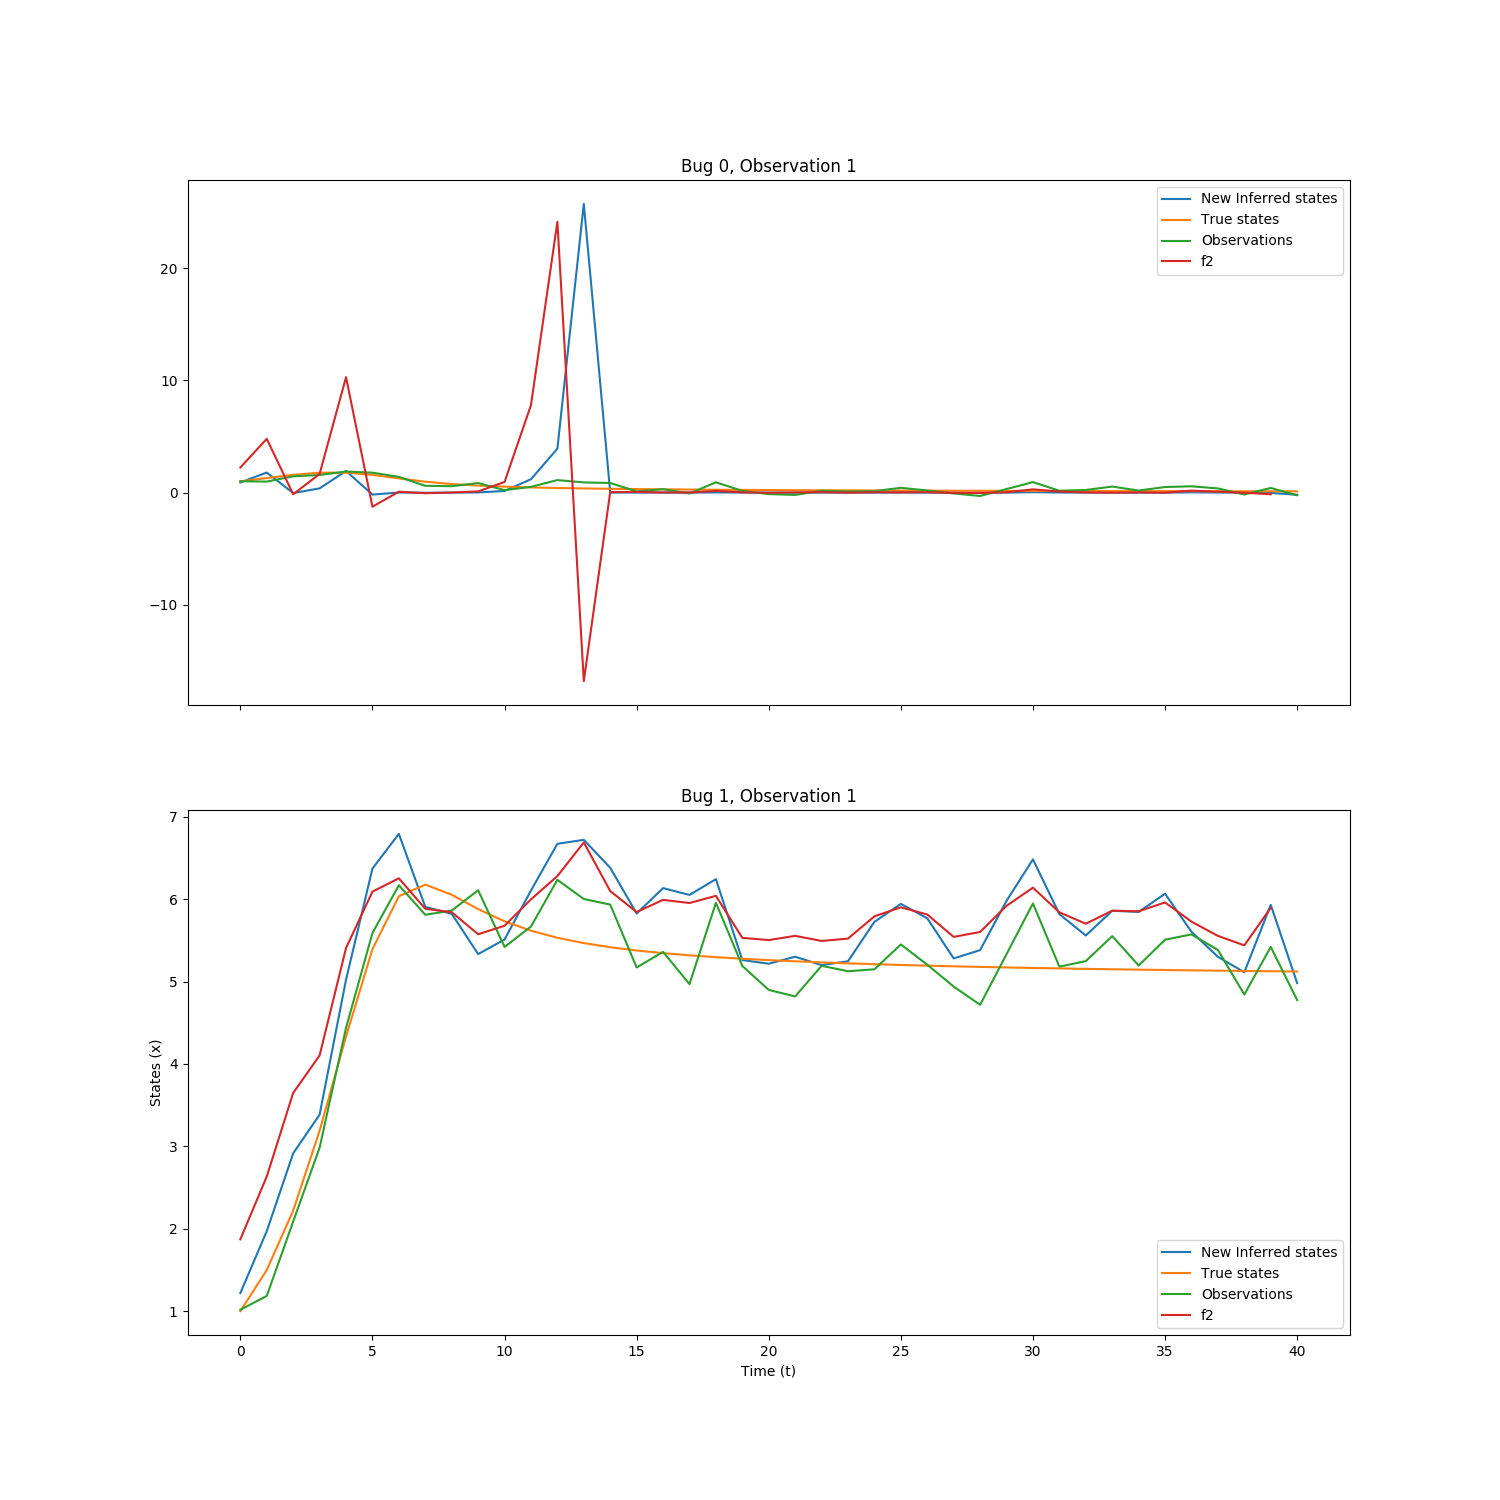 Bug 0, Observation 1
New Inferred states
True states
Observations
f2
20
10
0
−10
Bug 1, Observation 1
7
6
5
4
3
2
1
States (x)
New Inferred states
True states
Observations
f2
0 5 10 15 20 25 30 35 40
Time (t)